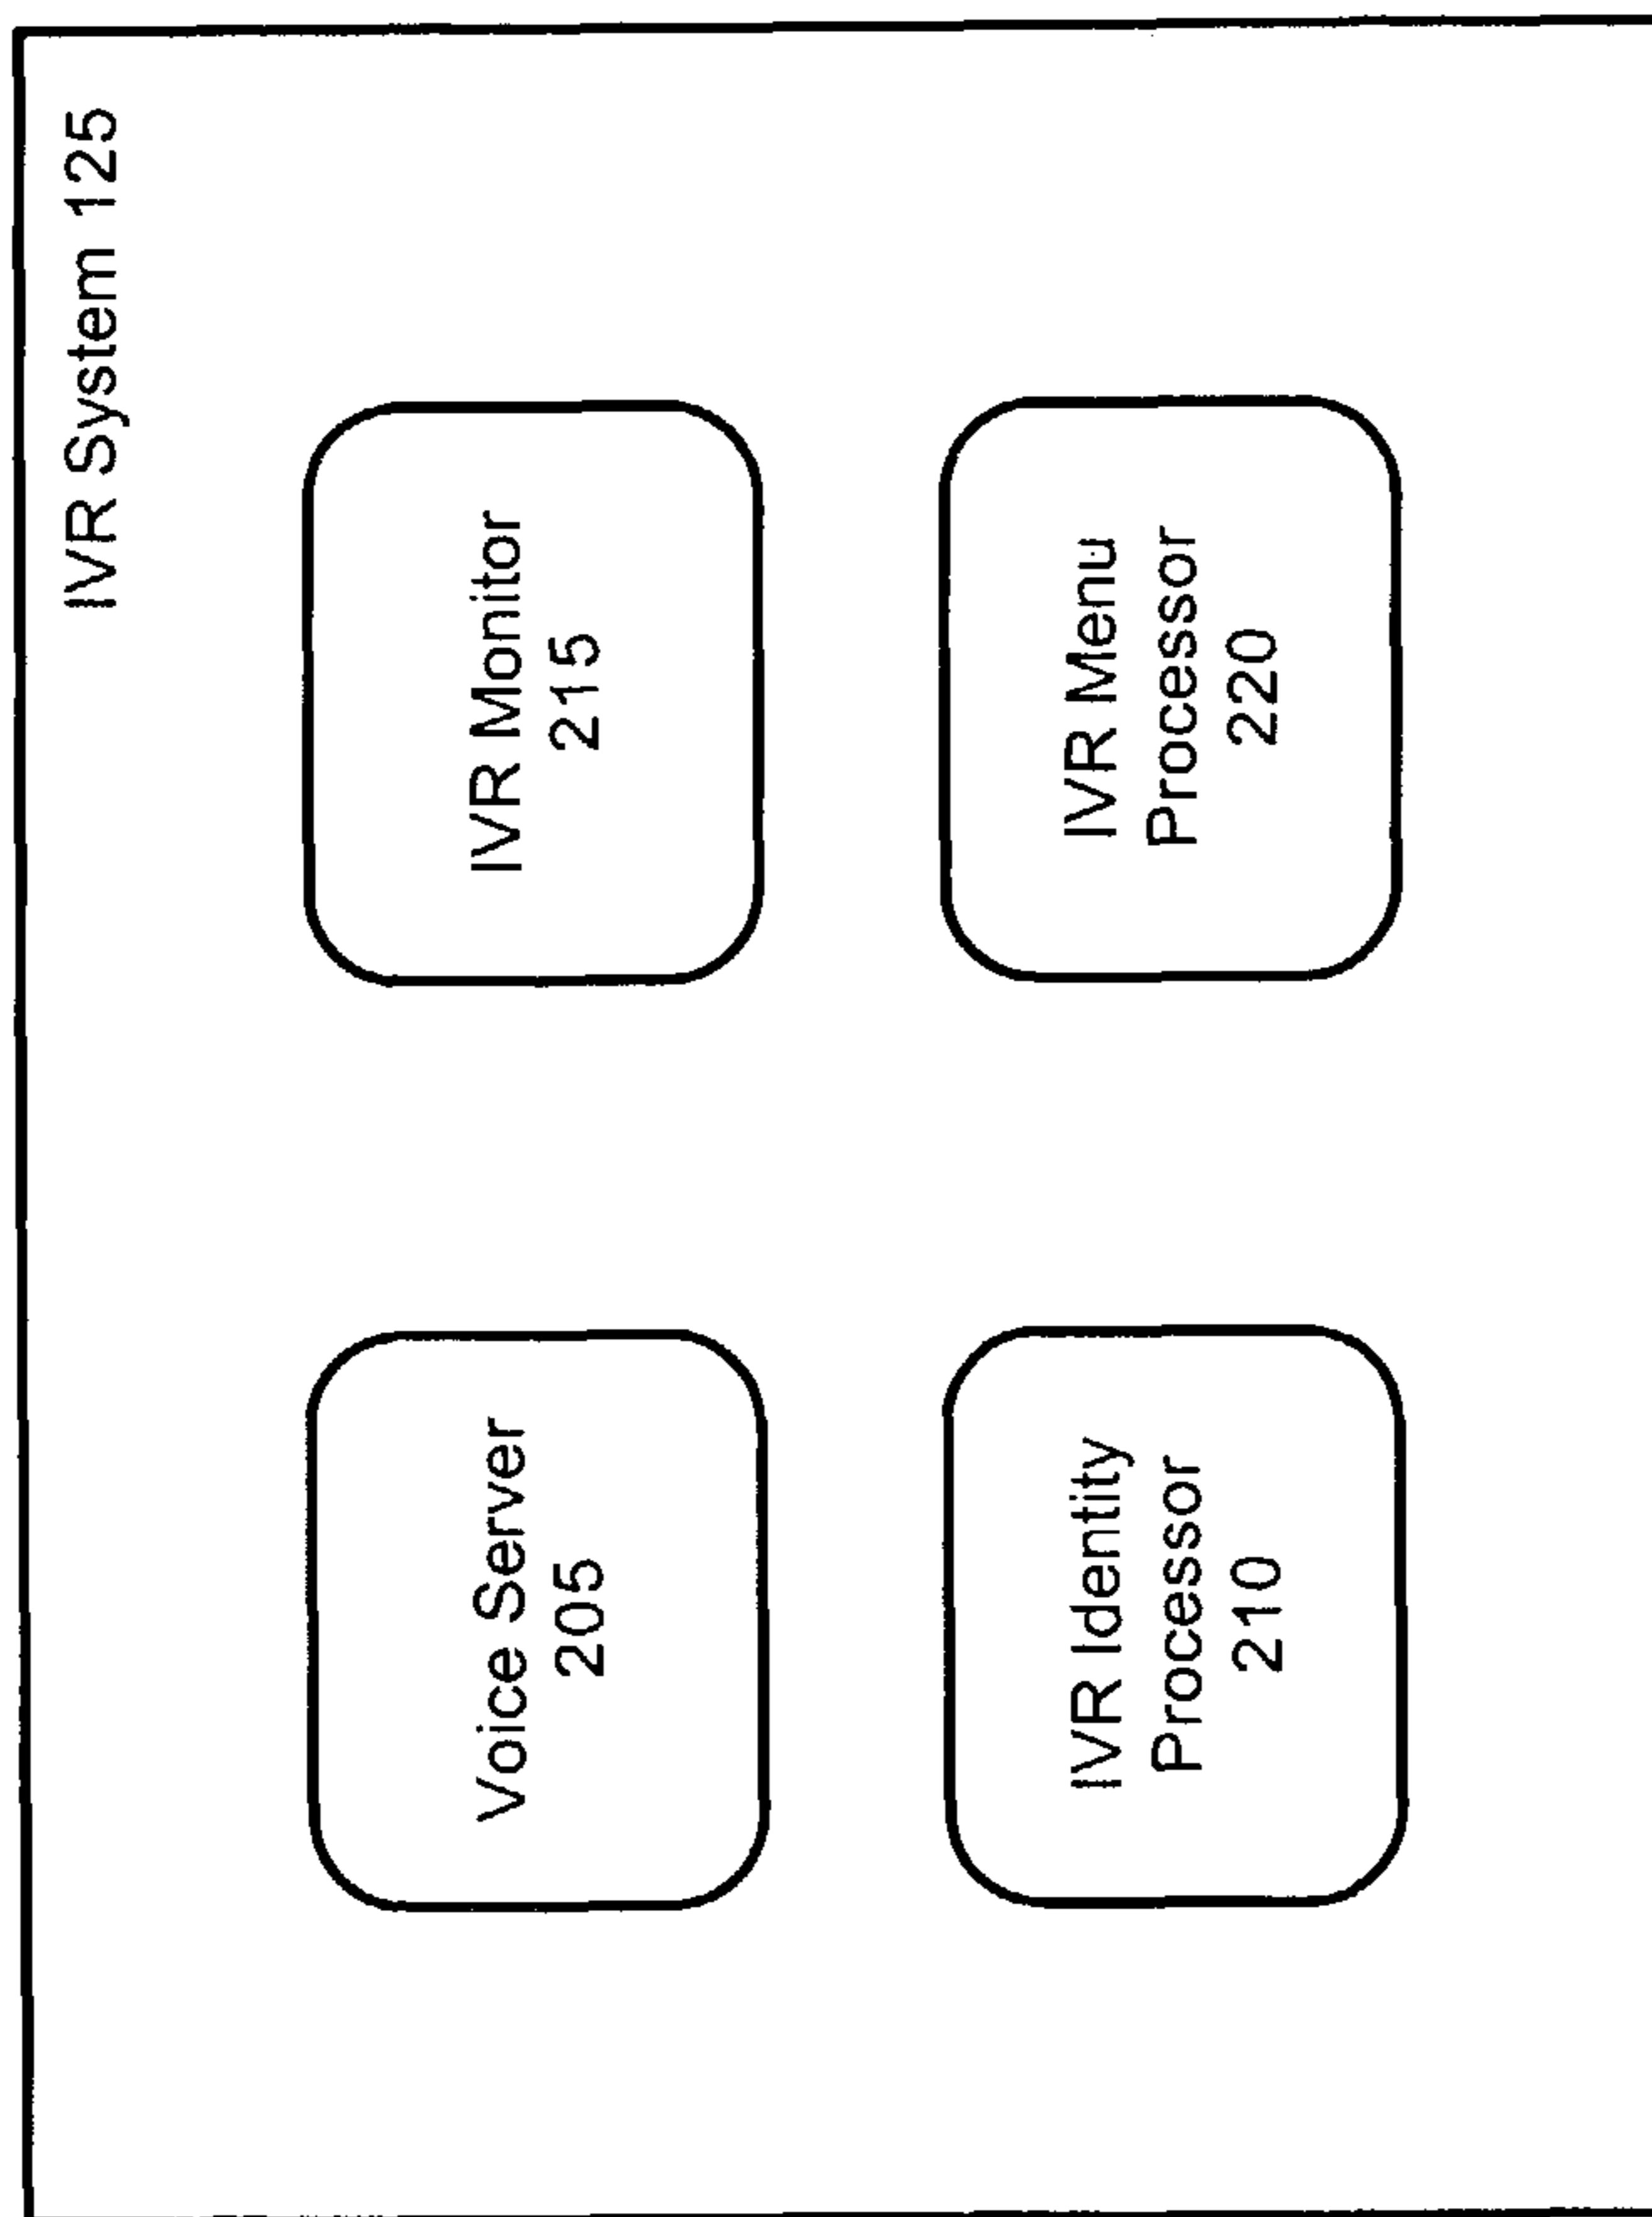 IVR System 125
Voice Server
205
IVR Monitor
215
IVR Identity
Processor
210
IVR Menu
Processor
220